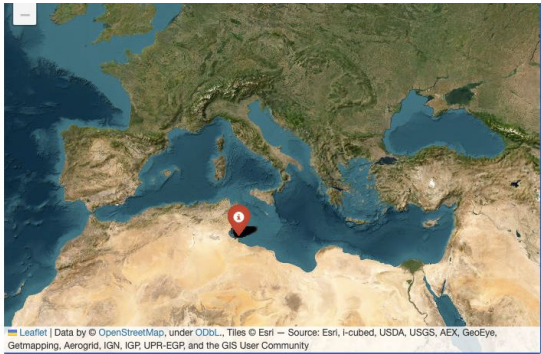 Leaflet | Data by © OpenStreetMap, under ODbL., Tiles © Esri — Source: Esri, i-cubed, USDA, USGS, AEX, GeoEye,
Getmapping, Aerogrid, IGN, IGP, UPR-EGP, and the GIS User Community